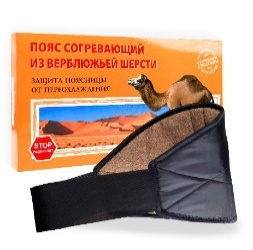 ПОЯС СОГРЕВАЮЩИЙ
ИЗ ВЕРБЛЮЖЬЕЙ ШЕРСТИ
ЗАЩИТА ПОЯСНИЦЫ
ОТ ПЕРЕОХЛАЖДЕНИЯ
STOP